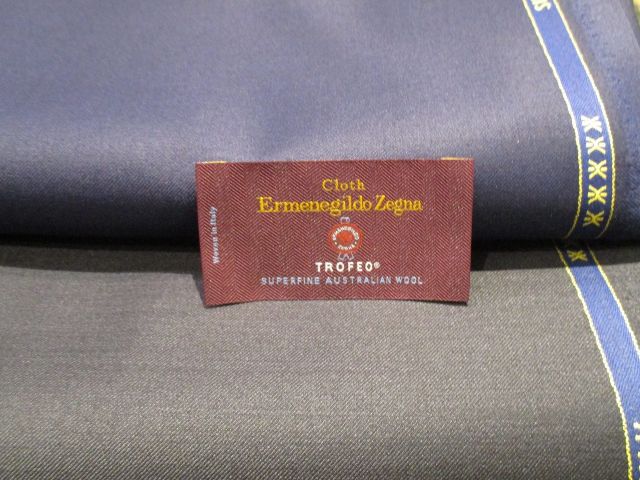 Cloth
Ermenegildo Zegna
TROFEO®
SUPERFINE AUSTRALIAN WOOL
Woven in Italy